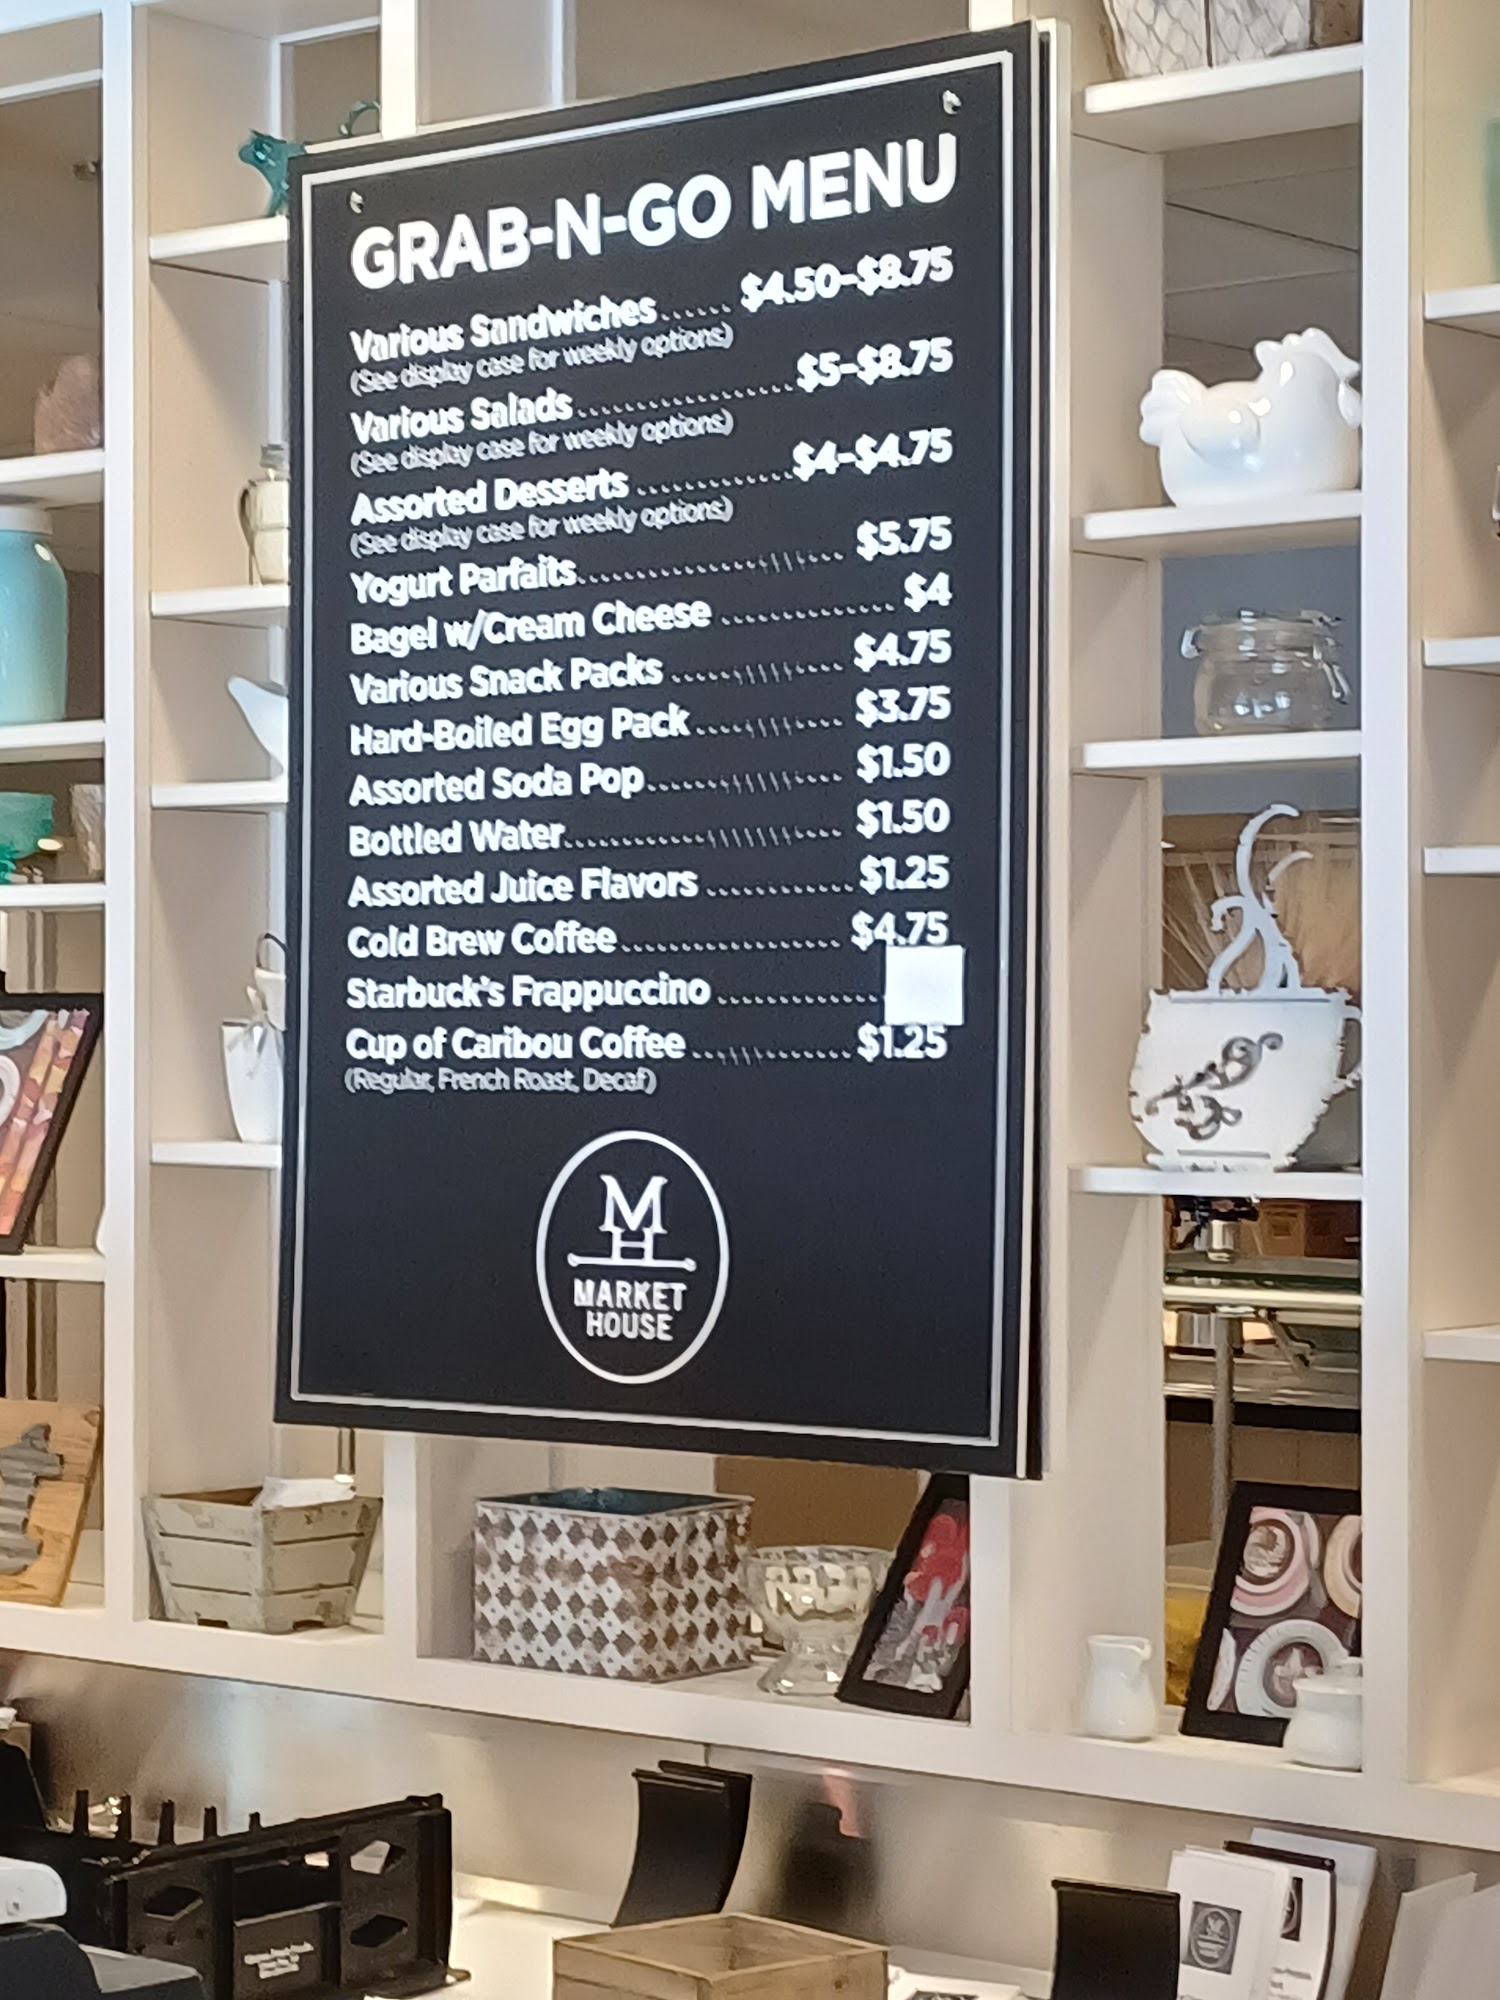 GRAB-N-GO MENU
Various Sandwiches...... $4.50-$8.75
(See display case for weekly options)
Various Salads.................$5-$8.75
(See display case for weekly options)
Assorted Desserts ............$4-$4.75
(See display case for weekly options)
Yogurt Parfaits..................... $5.75
Bagel w/Cream Cheese .............. $4
Various Snack Packs ............... $4.75
Hard-Boiled Egg Pack............. $3.75
Assorted Soda Pop................. $1.50
Bottled Water........................ $1.50
Assorted Juice Flavors ............$1.25
Cold Brew Coffee.................. $4.75
Starbuck's Frappuccino .............
Cup of Caribou Coffee ..............$1.25
(Regular, French Roast, Decaf)
MH
MARKET
HOUSE